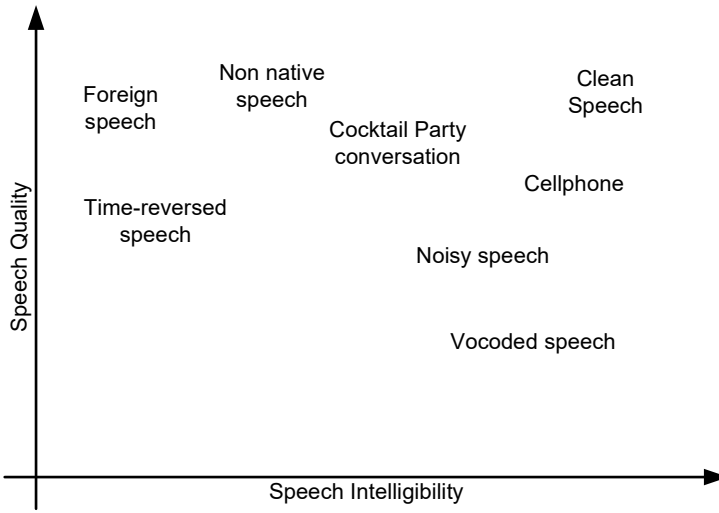 Non native
speech
Clean
Speech
Foreign
speech
Cocktail Party
conversation
Cellphone
Time-reversed
speech
Noisy speech
Vocoded speech
Speech Quality
Speech Intelligibility